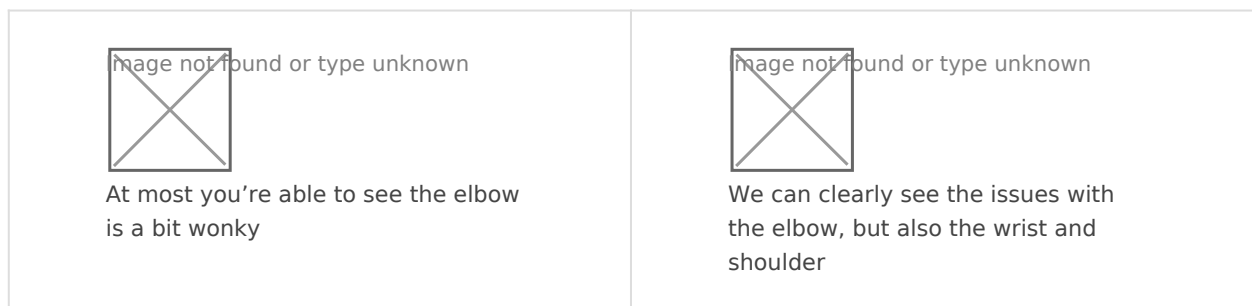 Image not found or type unknown
At most you’re able to see the elbow
is a bit wonky
Image not found or type unknown
We can clearly see the issues with
the elbow, but also the wrist and
shoulder